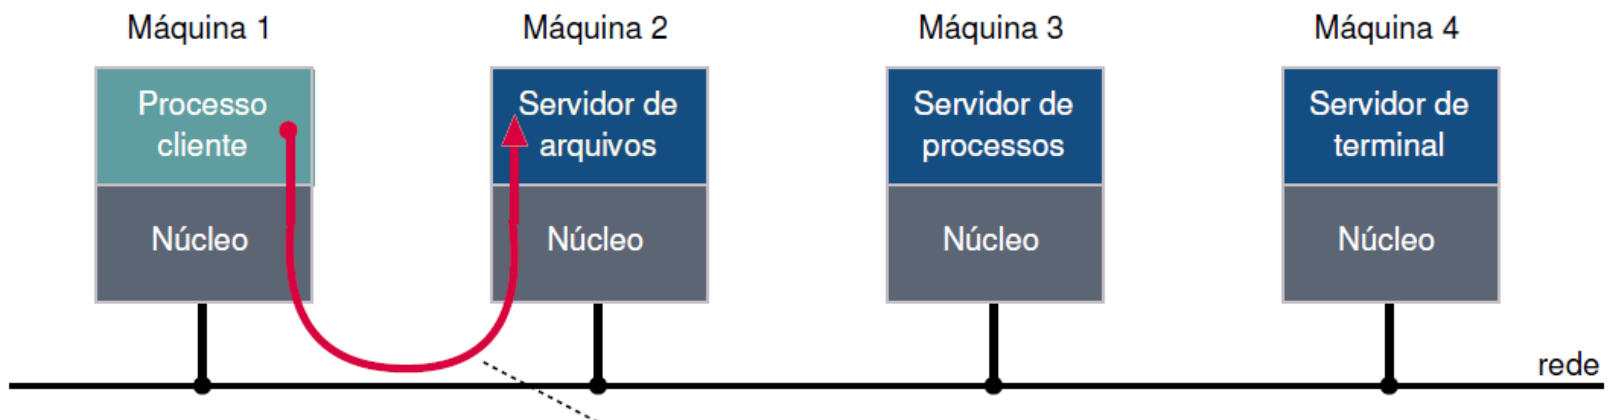 Máquina 1
Máquina 2
Máquina 3
Máquina 4
Processo
cliente
Servidor de
arquivos
Servidor de
processos
Servidor de
terminal
Núcleo
Núcleo
Núcleo
Núcleo
rede